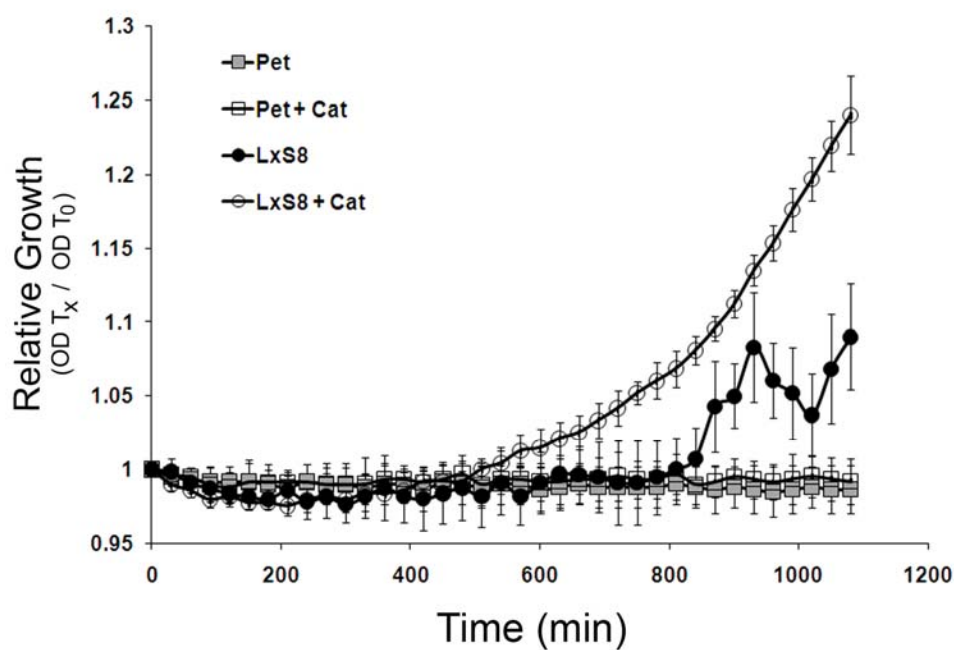 1.3
1.25
1.2
1.15
1.1
1.05
1
0.95
Pet
Pet + Cat
LxS8
LxS8 + Cat
Relative Growth
(OD Tx / OD T0)
0
200
400
600
800
1000
1200
Time (min)